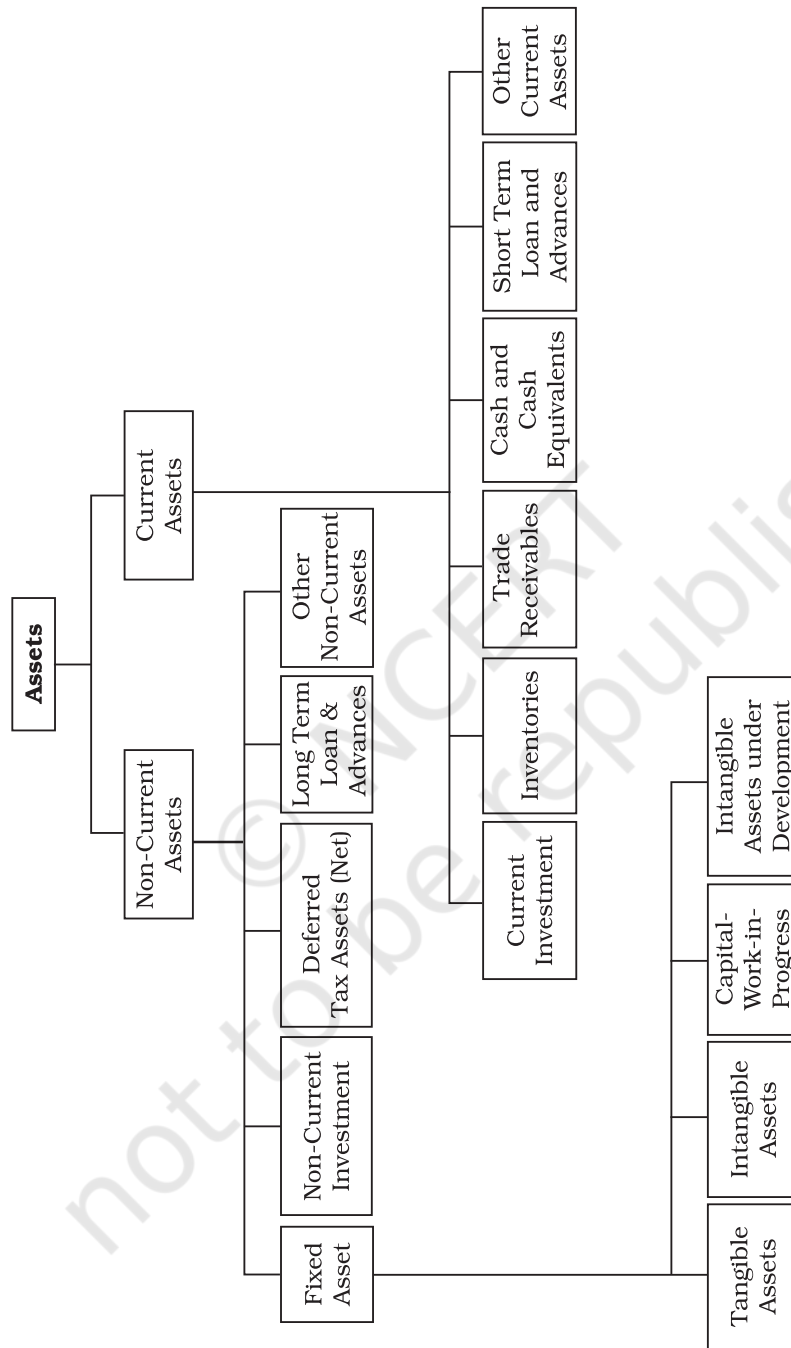 Assets
Non-Current
Assets
Current
Assets
Fixed
Asset
Non-Current
Investment
Deferred
Tax Assets (Net)
Long Term
Loan &
Advances
Other
Non-Current
Assets
Current
Investment
Inventories
Trade
Receivables
Cash and
Cash
Equivalents
Short Term
Loan and
Advances
Other
Current
Assets
Tangible
Assets
Intangible
Assets
Capital-
Work-in-
Progress
Intangible
Assets under
Development
© NCERT
not to be republis